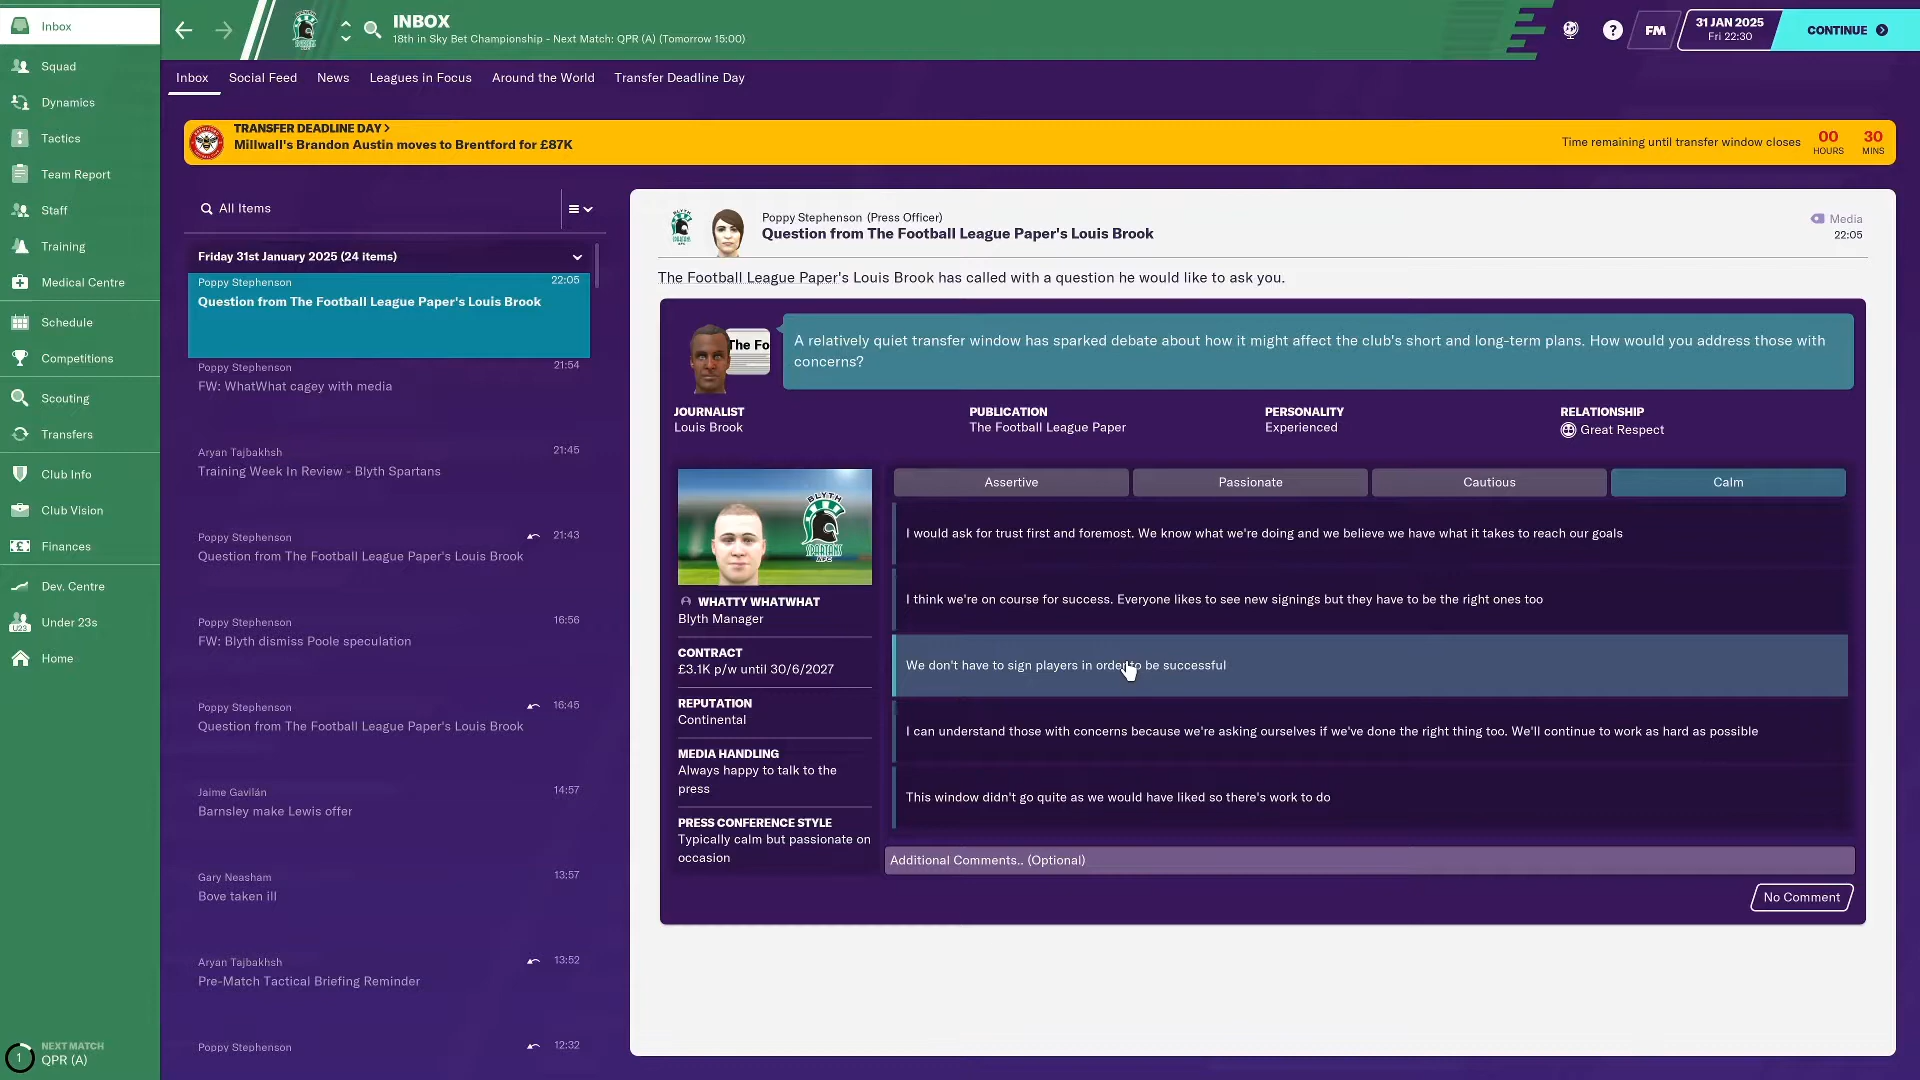 Inbox
Squad
Dynamics
Tactics
Team Report
Staff
Training
Medical Centre
Schedule
Competitions
Scouting
Transfers
Club Info
Club Vision
Finances
Dev. Centre
U23
Under 23s
Home
1
NEXT MATCH
QPR (A)
INBOX
18th in Sky Bet Championship - Next Match: QPR (A) (Tomorrow 15:00)
?
FM
31 JAN 2025
Fri 22:30
CONTINUE
Inbox
Social Feed
News
Leagues in Focus
Around the World
Transfer Deadline Day
TRANSFER DEADLINE DAY >
Millwall's Brandon Austin moves to Brentford for £87K
Time remaining until transfer window closes
00
HOURS
30
MINS
All Items
Friday 31st January 2025 (24 items)
Poppy Stephenson 22:05
Question from The Football League Paper's Louis Brook
Poppy Stephenson 21:54
FW: WhatWhat cagey with media
Aryan Tajbakhsh 21:45
Training Week In Review - Blyth Spartans
Poppy Stephenson 21:43
Question from The Football League Paper's Louis Brook
Poppy Stephenson 16:56
FW: Blyth dismiss Poole speculation
Poppy Stephenson 16:45
Question from The Football League Paper's Louis Brook
Jaime Gavilán 14:57
Barnsley make Lewis offer
Gary Neasham 13:57
Bove taken ill
Aryan Tajbakhsh 13:52
Pre-Match Tactical Briefing Reminder
Poppy Stephenson 12:32
Poppy Stephenson (Press Officer)
Question from The Football League Paper's Louis Brook
Media
22:05
The Football League Paper's Louis Brook has called with a question he would like to ask you.
The Fo
A relatively quiet transfer window has sparked debate about how it might affect the club's short and long-term plans. How would you address those with
concerns?
JOURNALIST
Louis Brook
PUBLICATION
The Football League Paper
PERSONALITY
Experienced
RELATIONSHIP
Great Respect
BLYTH
SPARTANS
AFC
WHATTY WHATWHAT
Blyth Manager
CONTRACT
£3.1K p/w until 30/6/2027
REPUTATION
Continental
MEDIA HANDLING
Always happy to talk to the
press
PRESS CONFERENCE STYLE
Typically calm but passionate on
occasion
Assertive
Passionate
Cautious
Calm
I would ask for trust first and foremost. We know what we're doing and we believe we have what it takes to reach our goals
I think we're on course for success. Everyone likes to see new signings but they have to be the right ones too
We don't have to sign players in order to be successful
I can understand those with concerns because we're asking ourselves if we've done the right thing too. We'll continue to work as hard as possible
This window didn't go quite as we would have liked so there's work to do
Additional Comments.. (Optional)
No Comment